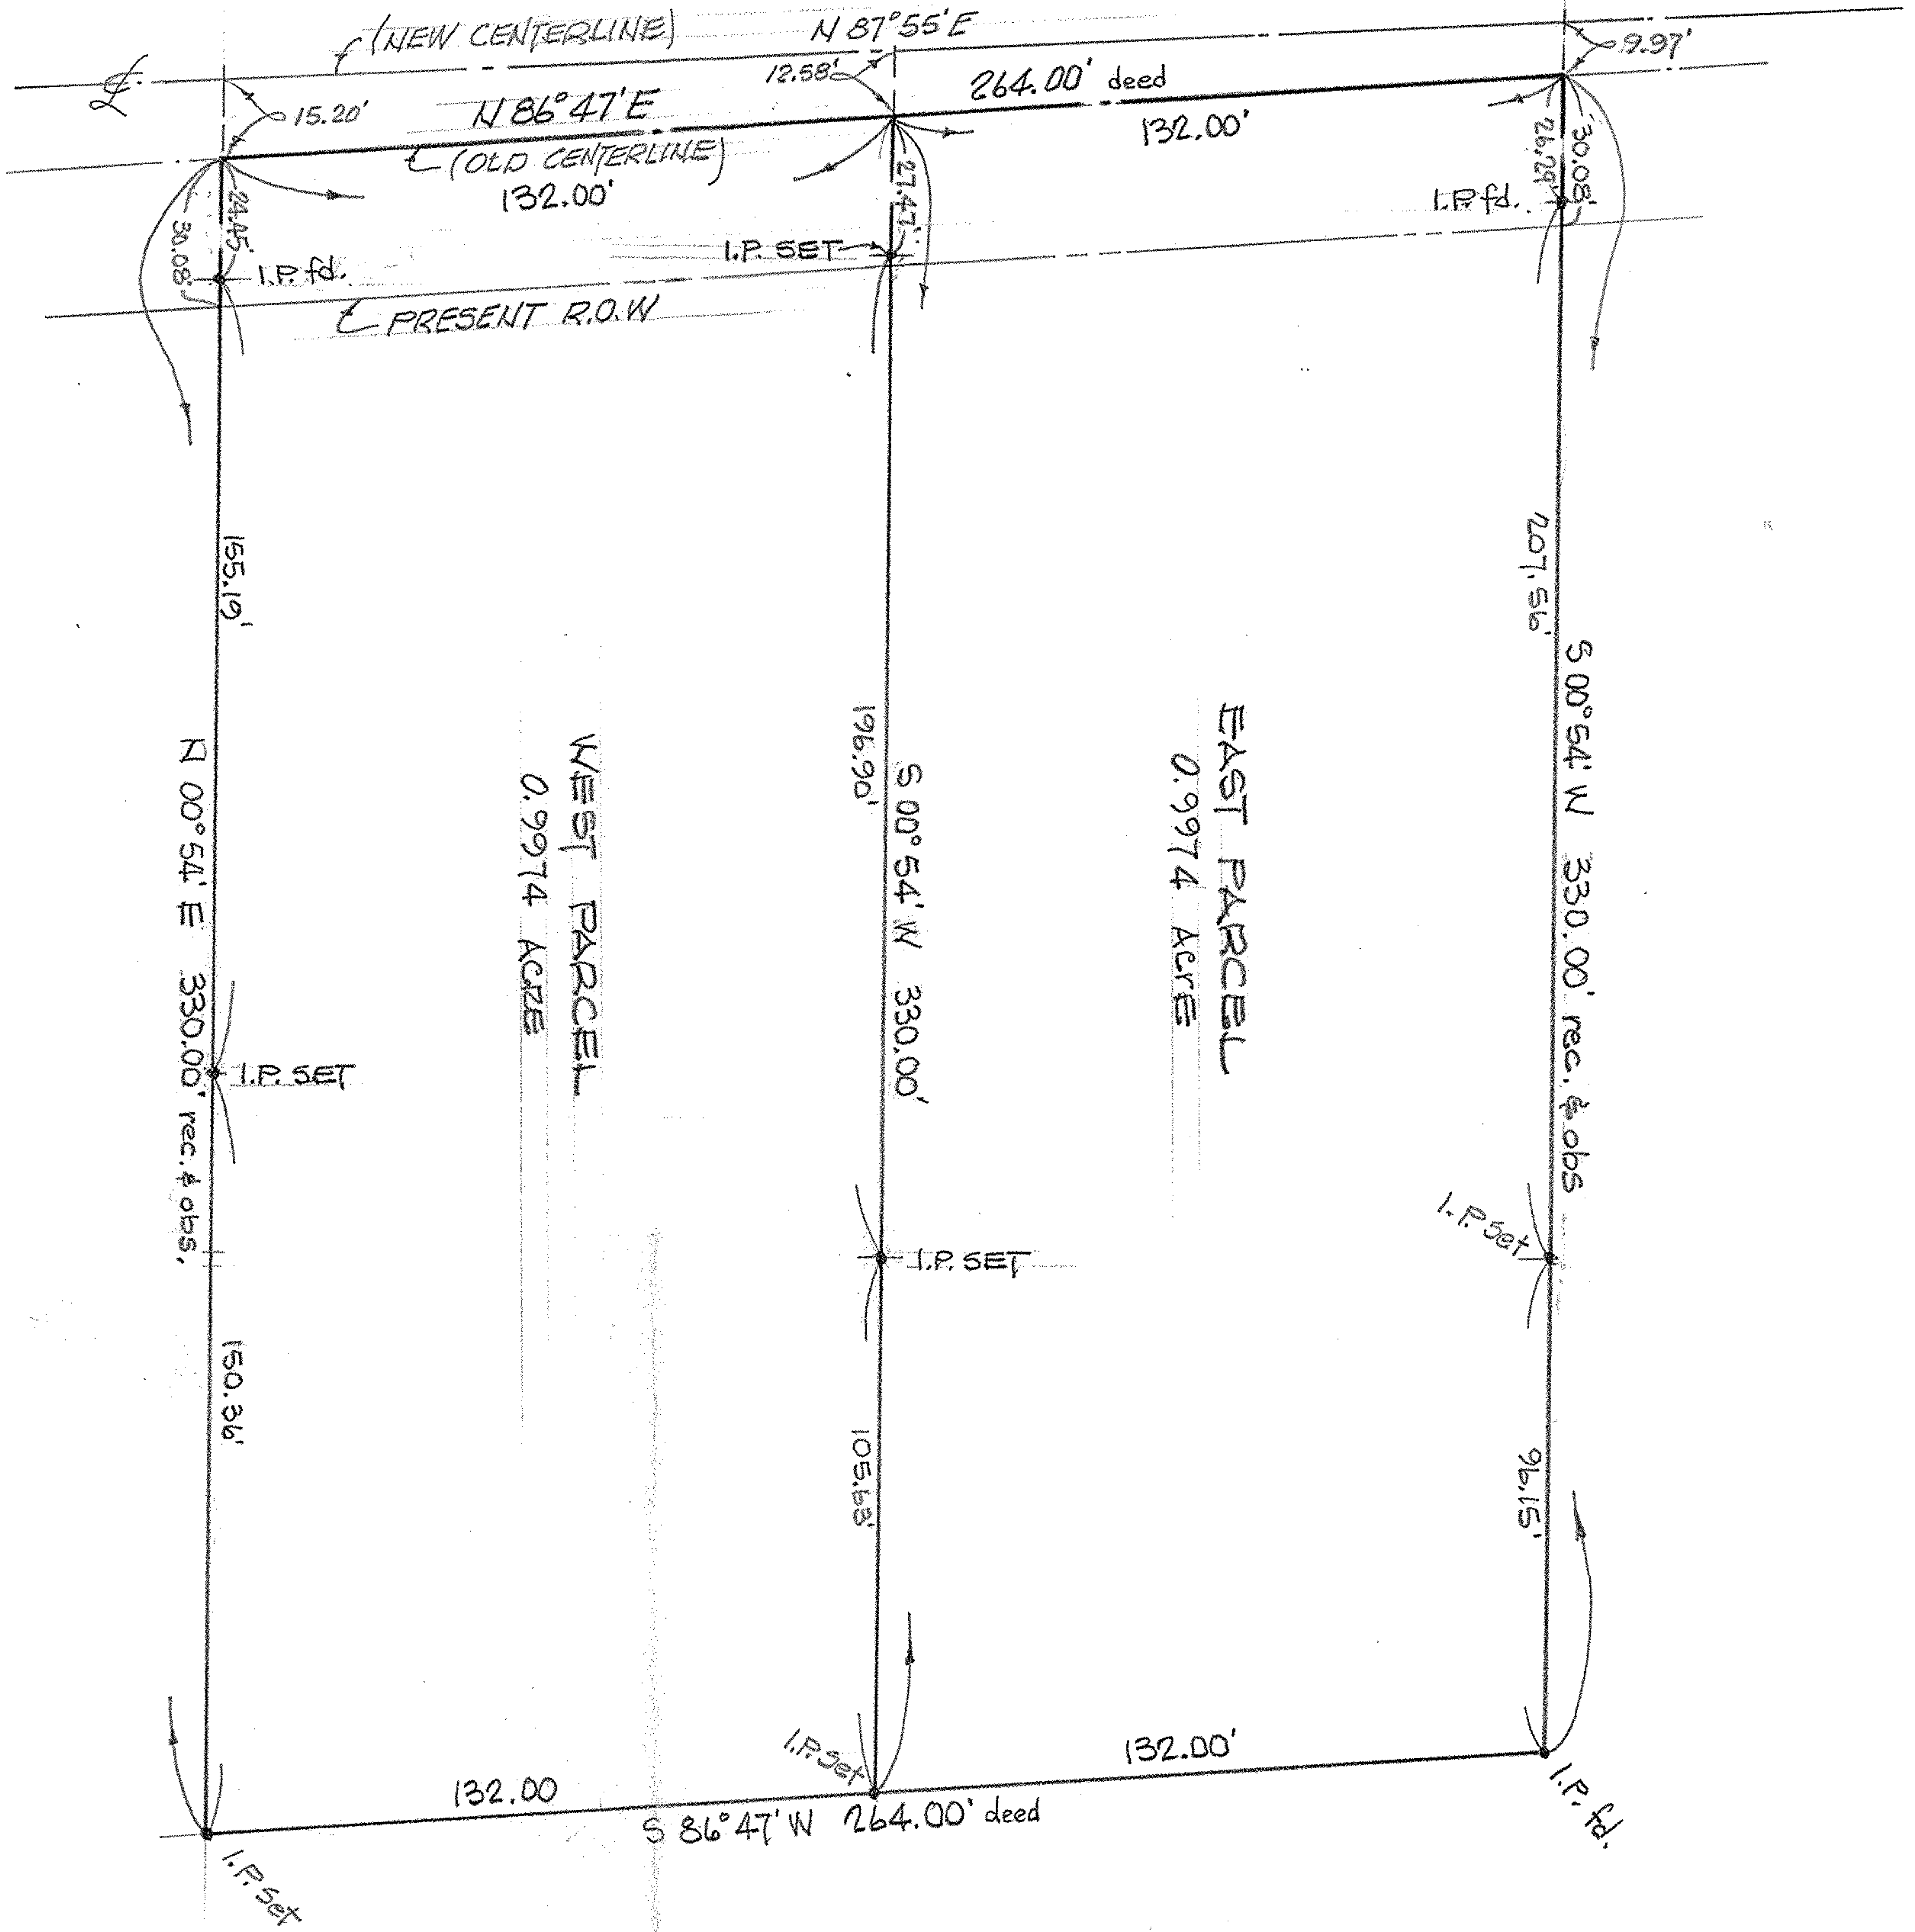 (NEW CENTERLINE)
N 87°55'E
9.97'
12.58'
264.00' deed
15.20'
N 86°47'E
132.00'
(OLD CENTERLINE)
132.00'
24.45'
30.08'
27.47'
26.29'
30.08'
I.P. fd.
I.P. SET
I.P. fd.
PRESENT R.O.W
155.19'
N 00°54' E 330.00' rec. & obs.
I.P. SET
150.36'
WEST PARCEL
0.9974 ACRE
196.90'
S 00°54' W 330.00'
I.P. SET
105.63'
EAST PARCEL
0.9974 ACrE
207.56'
S 00°54' W 330.00' rec. & obs
I.P. Set
96.15'
I.P. Set
132.00'
132.00
S 86°47' W 264.00' deed
I.P. fd.
I.P. Set